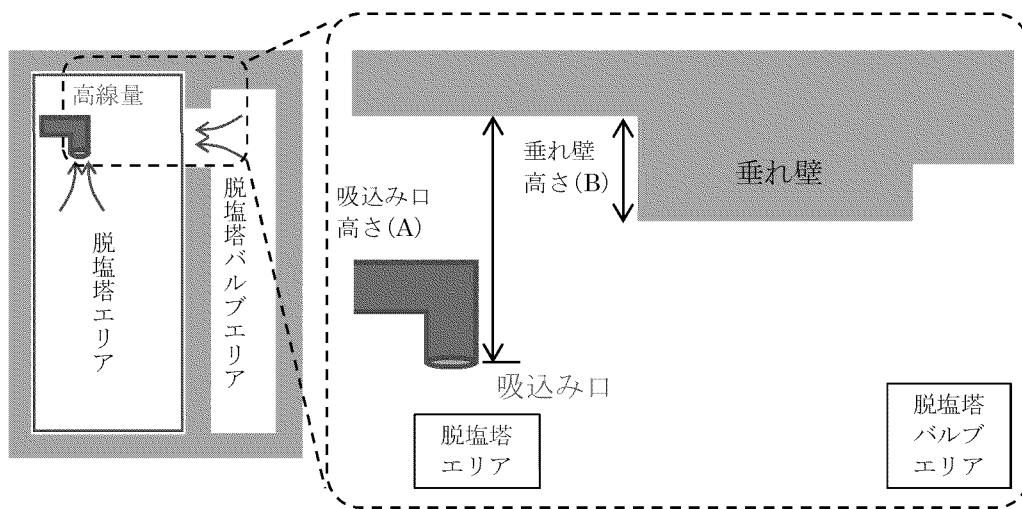 高線量
脱塩塔エリア
脱塩塔バルブエリア
吸込み口
高さ(A)
垂れ壁
高さ(B)
垂れ壁
吸込み口
脱塩塔
エリア
脱塩塔
バルブ
エリア